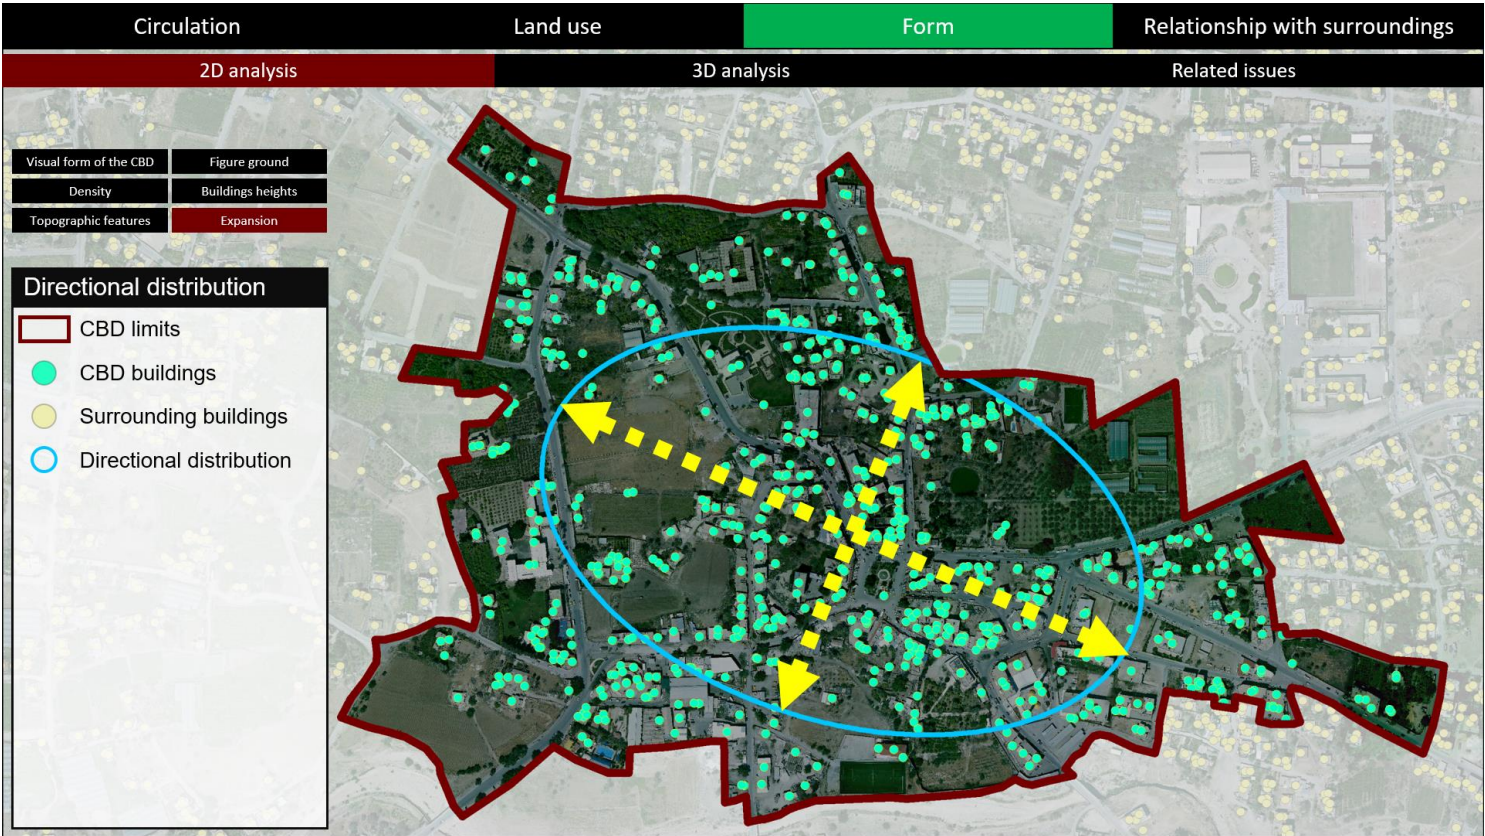 Circulation
Land use
Form
Relationship with surroundings
2D analysis
3D analysis
Related issues
Visual form of the CBD
Figure ground
Density
Buildings heights
Topographic features
Expansion
Directional distribution
CBD limits
CBD buildings
Surrounding buildings
Directional distribution